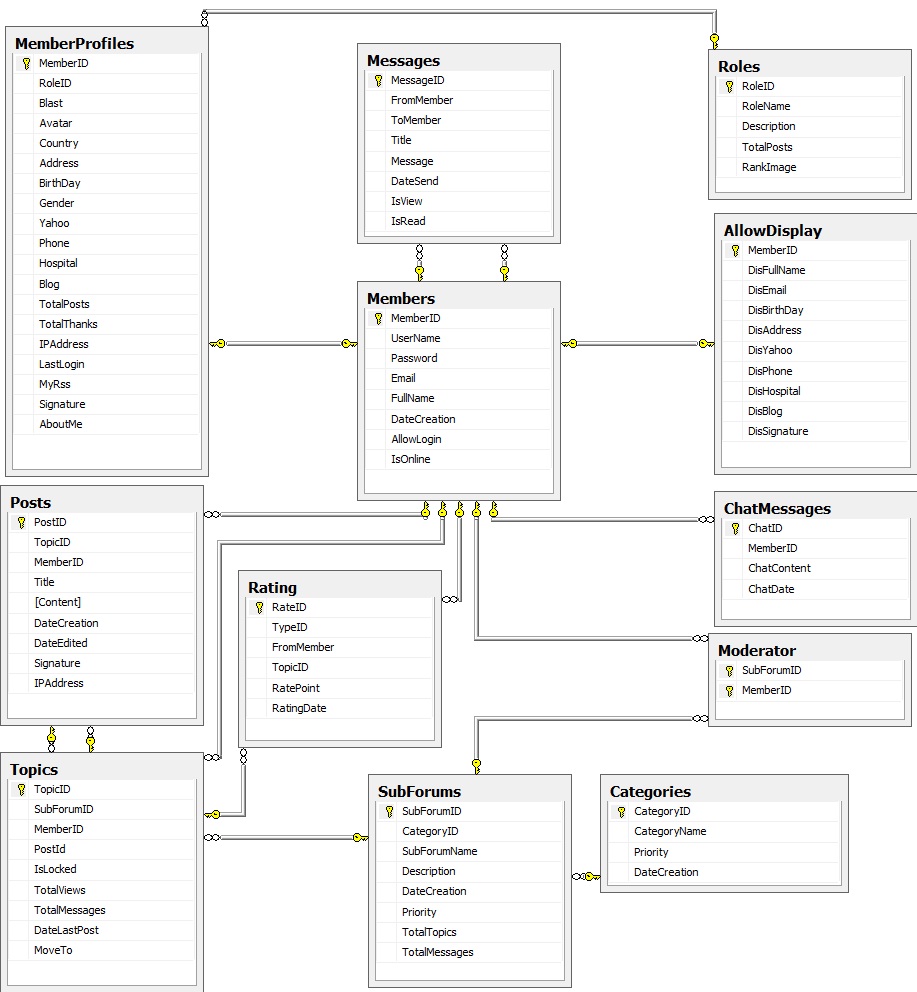 MemberProfiles
MemberID
RoleID
Blast
Avatar
Country
Address
BirthDay
Gender
Yahoo
Phone
Hospital
Blog
TotalPosts
TotalThanks
IPAddress
LastLogin
MyRss
Signature
AboutMe
Messages
MessageID
FromMember
ToMember
Title
Message
DateSend
IsView
IsRead
Roles
RoleID
RoleName
Description
TotalPosts
RankImage
Members
MemberID
UserName
Password
Email
FullName
DateCreation
AllowLogin
IsOnline
AllowDisplay
MemberID
DisFullName
DisEmail
DisBirthDay
DisAddress
DisYahoo
DisPhone
DisHospital
DisBlog
DisSignature
Posts
PostID
TopicID
MemberID
Title
[Content]
DateCreation
DateEdited
Signature
IPAddress
Rating
RateID
TypeID
FromMember
TopicID
RatePoint
RatingDate
ChatMessages
ChatID
MemberID
ChatContent
ChatDate
Moderator
SubForumID
MemberID
Topics
TopicID
SubForumID
MemberID
PostId
IsLocked
TotalViews
TotalMessages
DateLastPost
MoveTo
SubForums
SubForumID
CategoryID
SubForumName
Description
DateCreation
Priority
TotalTopics
TotalMessages
Categories
CategoryID
CategoryName
Priority
DateCreation